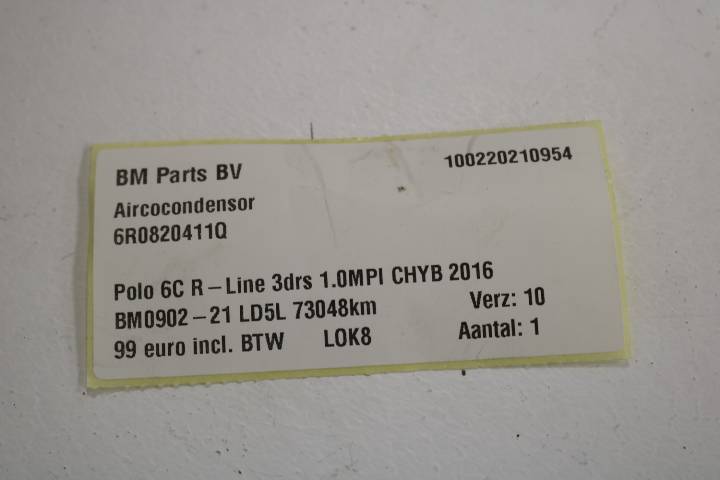 BM Parts BV 100220210954
Aircocondensor
6R0820411Q
Polo 6C R-Line 3drs 1.0MPI CHYB 2016
BM0902-21 LD5L 73048km Verz: 10
99 euro incl. BTW LOK8 Aantal: 1